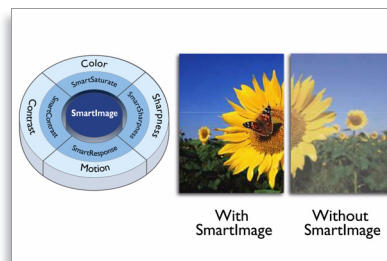 Color
SmartSaturate
Contrast
SmartContrast
SmartImage
SmartSharpness
Sharpness
SmartResponse
Motion
With
SmartImage
Without
SmartImage